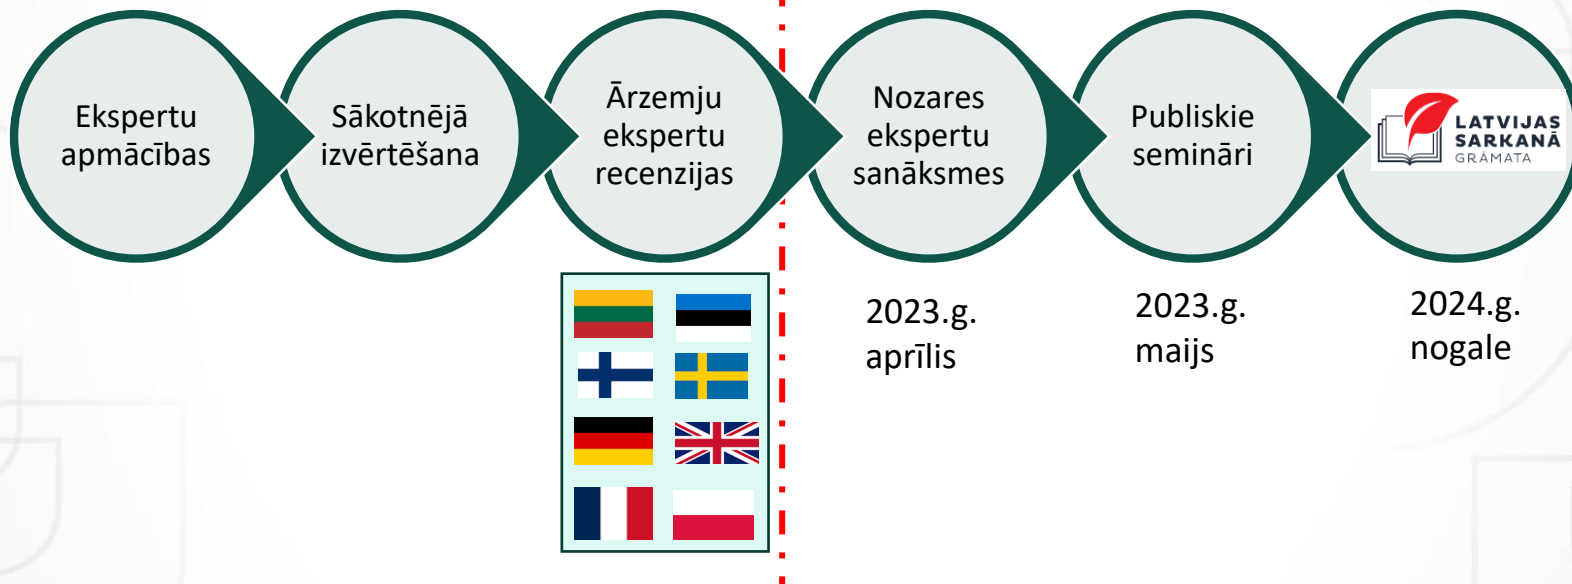 Ekspertu
apmācības
Sākotnējā
izvērtēšana
Ārzemju
ekspertu
recenzijas
Nozares
ekspertu
sanāksmes
Publiskie
semināri
LATVIJAS
SARKANĀ
GRĀMATA
2023.g.
aprīlis
2023.g.
maijs
2024.g.
nogale